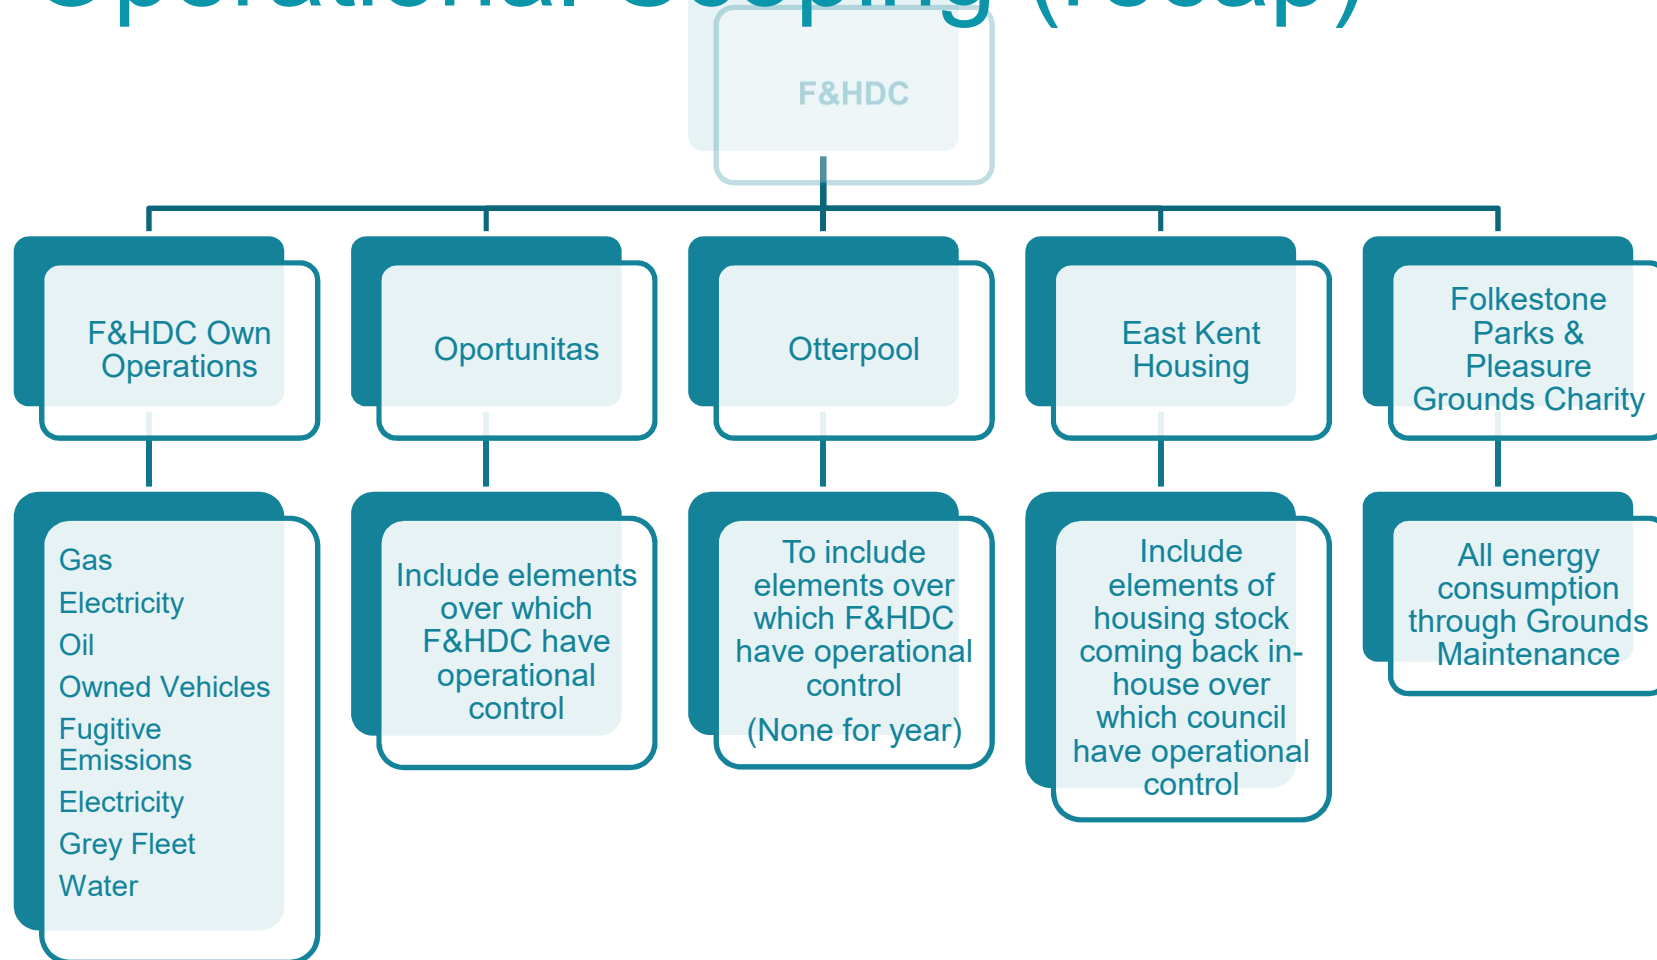 Operational Scoping (recap)
F&HDC
F&HDC Own
Operations
Oportunitas
Otterpool
East Kent
Housing
Folkestone
Parks &
Pleasure
Grounds Charity
Gas
Electricity
Oil
Owned Vehicles
Fugitive
Emissions
Electricity
Grey Fleet
Water
Include elements
over which
F&HDC have
operational
control
To include
elements over
which F&HDC
have operational
control
(None for year)
Include
elements of
housing stock
coming back in-
house over
which council
have operational
control
All energy
consumption
through Grounds
Maintenance